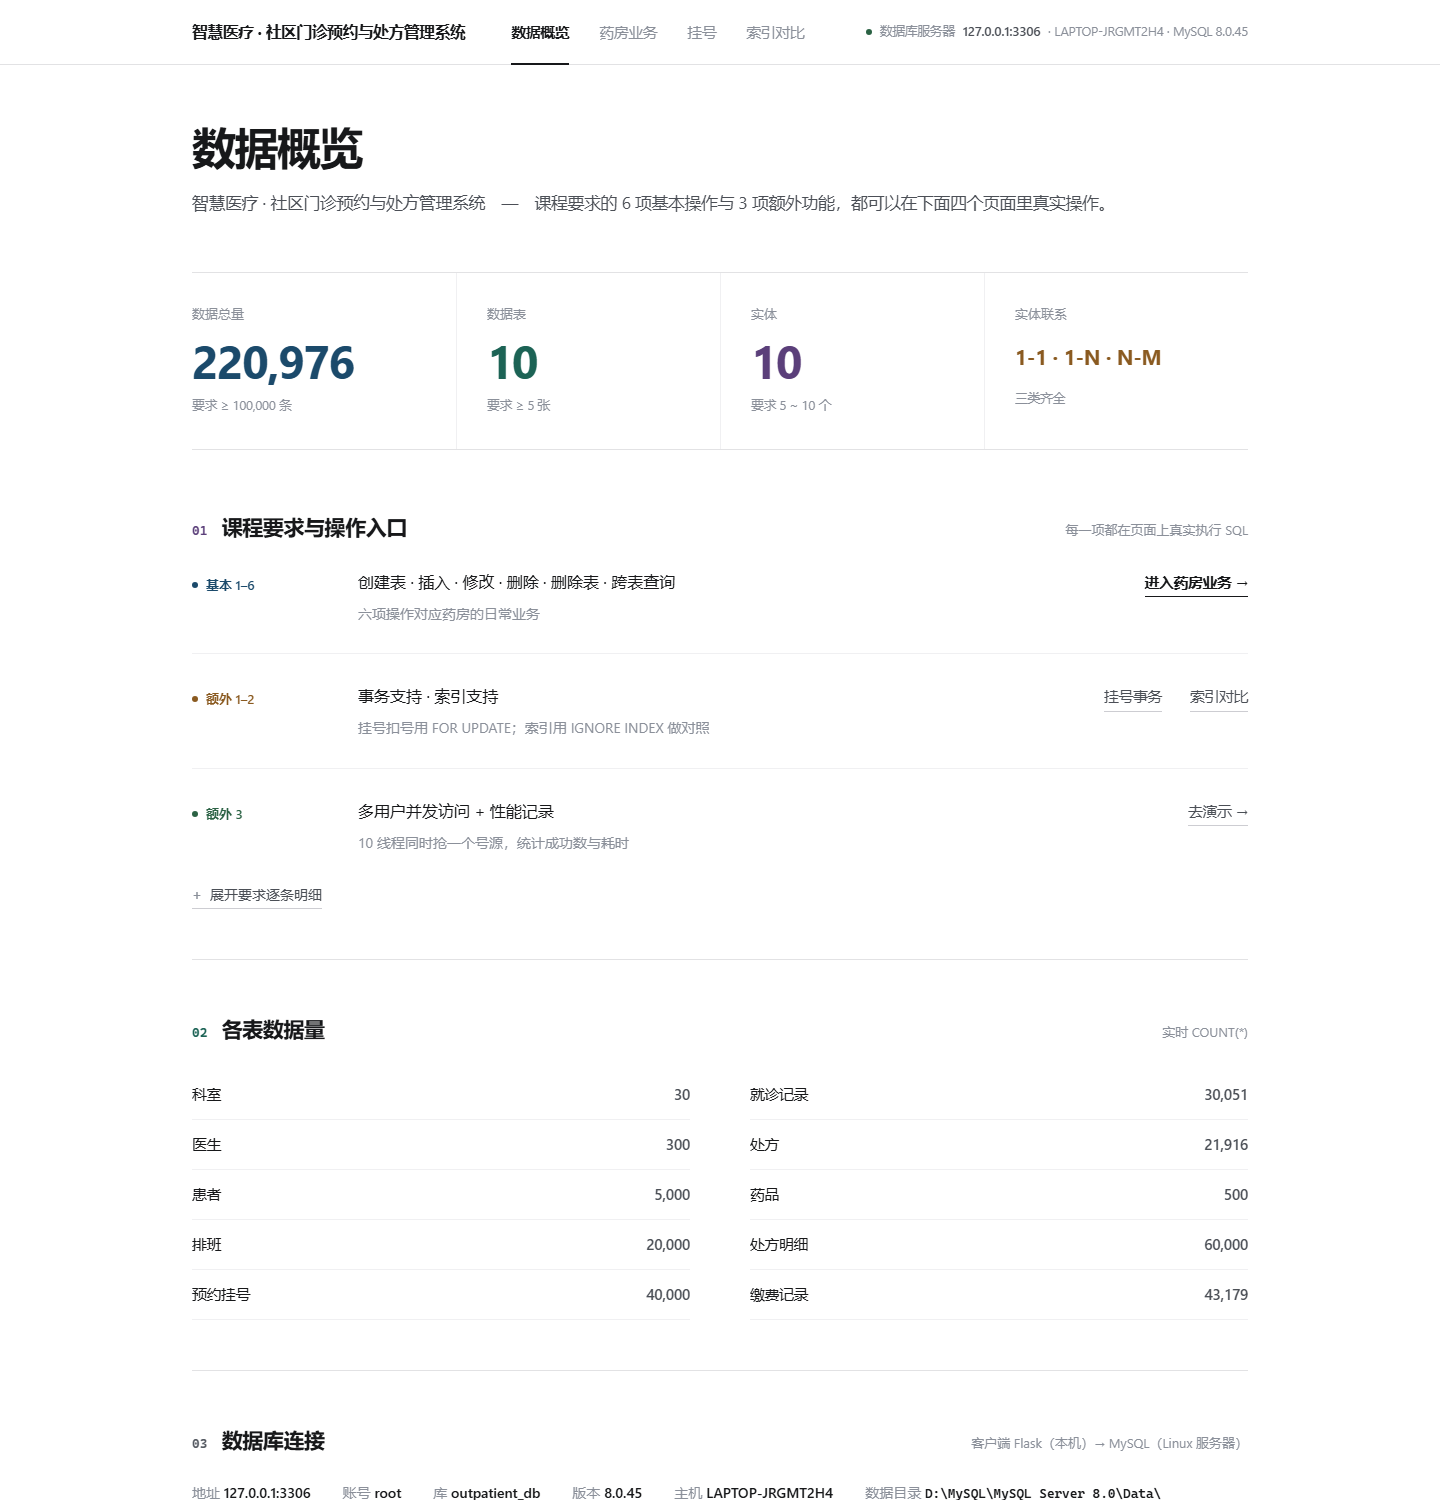 智慧医疗 · 社区门诊预约与处方管理系统 数据概览 药房业务 挂号 索引对比 数据库服务器 127.0.0.1:3306 · LAPTOP-JRGMT2H4 · MySQL 8.0.45
数据概览
智慧医疗 · 社区门诊预约与处方管理系统 — 课程要求的 6 项基本操作与 3 项额外功能，都可以在下面四个页面里真实操作。
数据总量 数据表 实体 实体联系
220,976 10 10 1-1 · 1-N · N-M
要求 ≥ 100,000 条 要求 ≥ 5 张 要求 5 ~ 10 个 三类齐全
01 课程要求与操作入口 每一项都在页面上真实执行 SQL
基本 1–6 创建表 · 插入 · 修改 · 删除 · 删除表 · 跨表查询 进入药房业务 →
六项操作对应药房的日常业务
额外 1–2 事务支持 · 索引支持 挂号事务 索引对比
挂号扣号用 FOR UPDATE；索引用 IGNORE INDEX 做对照
额外 3 多用户并发访问 + 性能记录 去演示 →
10 线程同时抢一个号源，统计成功数与耗时
+ 展开要求逐条明细
02 各表数据量 实时 COUNT(*)
科室 30 就诊记录 30,051
医生 300 处方 21,916
患者 5,000 药品 500
排班 20,000 处方明细 60,000
预约挂号 40,000 缴费记录 43,179
03 数据库连接 客户端 Flask（本机）→ MySQL（Linux 服务器）
地址 127.0.0.1:3306 账号 root 库 outpatient_db 版本 8.0.45 主机 LAPTOP-JRGMT2H4 数据目录 D:\MySQL\MySQL Server 8.0\Data\